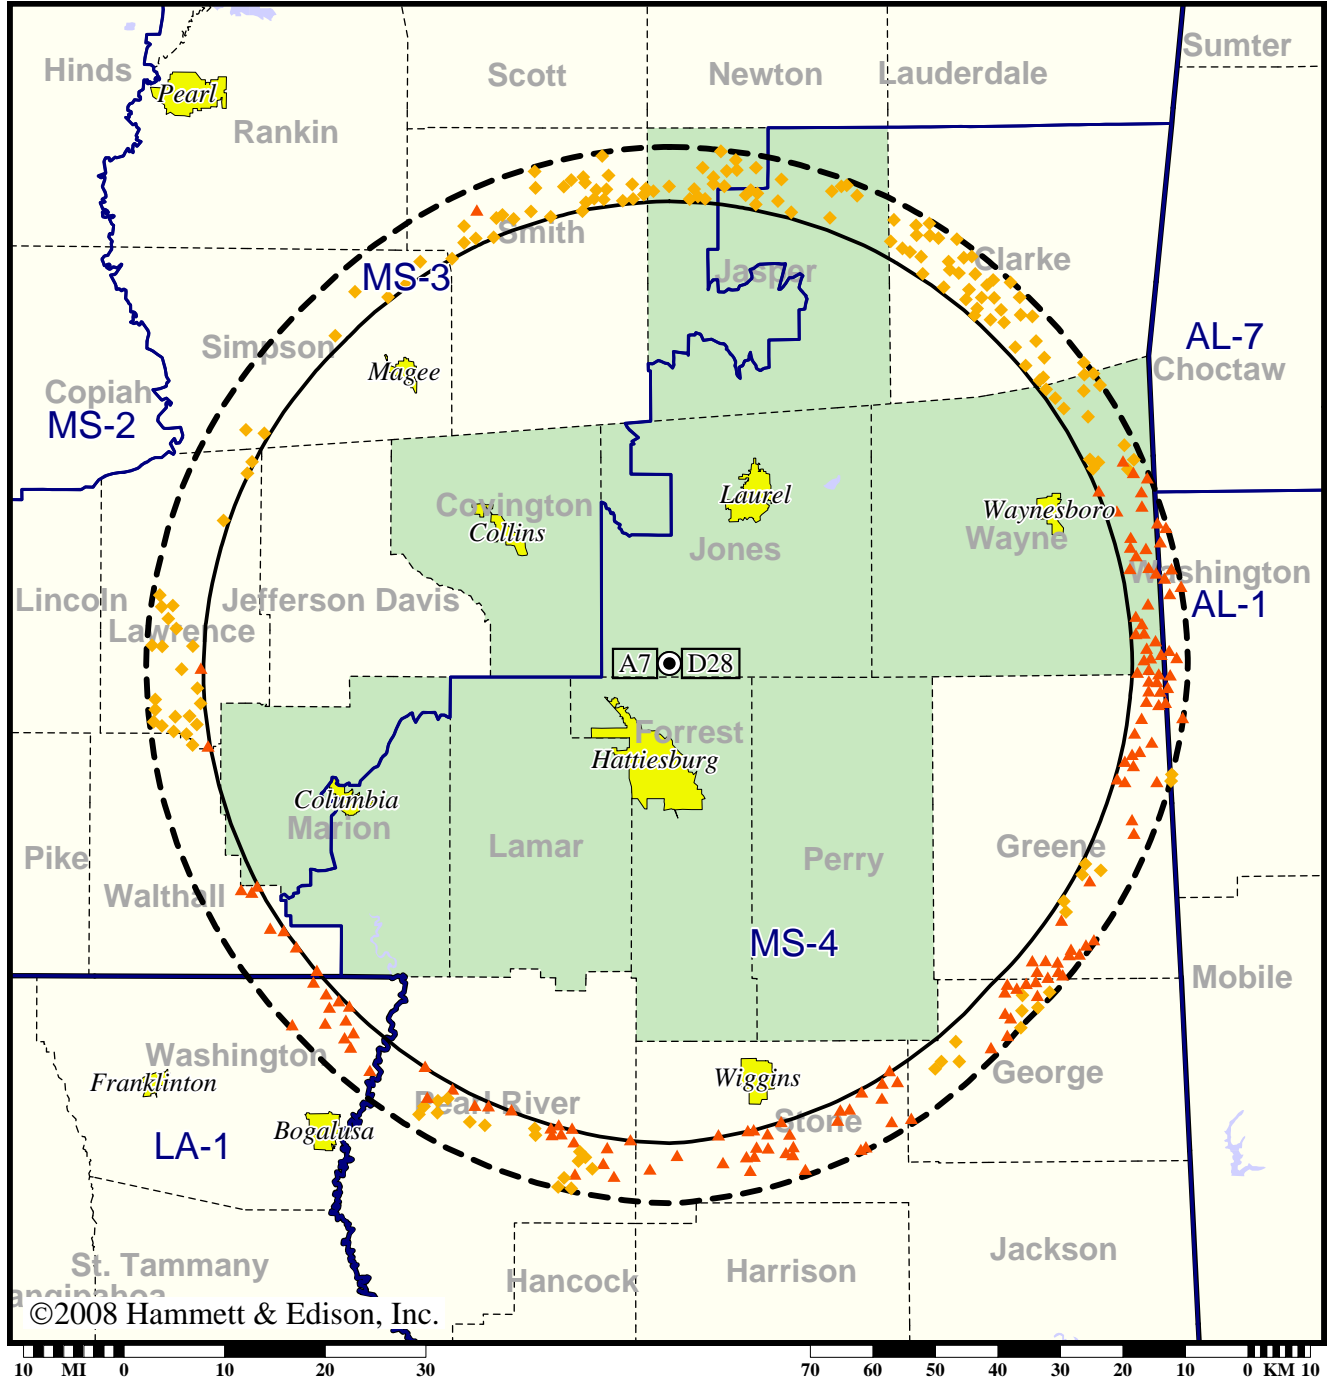 Sumter
Hinds
Scott
Newton
Lauderdale
Pearl
Rankin
Smith
Clarke
MS-3
Jasper
AL-7
Simpson
Magee
Choctaw
Copiah
MS-2
Covington
Laurel
Collins
Waynesboro
Wayne
Jones
Washington
Lincoln
Jefferson Davis
AL-1
Lawrence
A7
D28
Forrest
Hattiesburg
Columbia
Marion
Lamar
Perry
Greene
Pike
Walthall
MS-4
Mobile
Washington
Franklinton
Wiggins
George
Pearl River
Stone
Bogalusa
LA-1
Jackson
St. Tammany
Hancock
Harrison
angipahoa
©2008 Hammett & Edison, Inc.
10 MI 0 10 20 30
70 60 50 40 30 20 10 0 KM 10